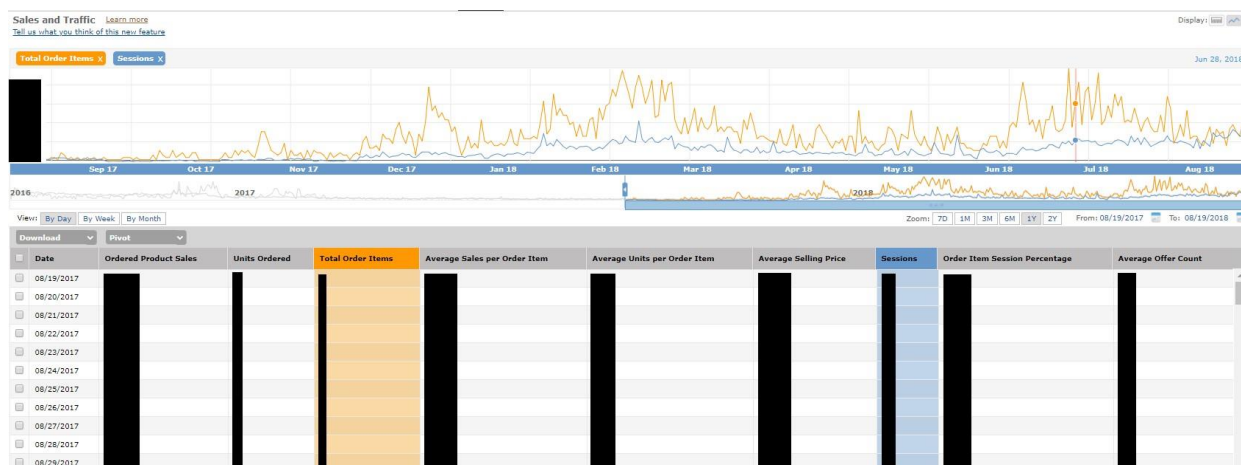 Sales and Traffic Learn more
Display:
Tell us what you think of this new feature
Total Order Items X Sessions X
Jun 28, 2018
Sep 17 Oct 17 Nov 17 Dec 17 Jan 18 Feb 18 Mar 18 Apr 18 May 18 Jun 18 Jul 18 Aug 18
2016 2017 2018
View: By Day By Week By Month Zoom: 7D 1M 3M 6M 1Y 2Y From: 08/19/2017 To: 08/19/2018
Download Pivot
Date Ordered Product Sales Units Ordered Total Order Items Average Sales per Order Item Average Units per Order Item Average Selling Price Sessions Order Item Session Percentage Average Offer Count
08/19/2017
08/20/2017
08/21/2017
08/22/2017
08/23/2017
08/24/2017
08/25/2017
08/26/2017
08/27/2017
08/28/2017
08/29/2017